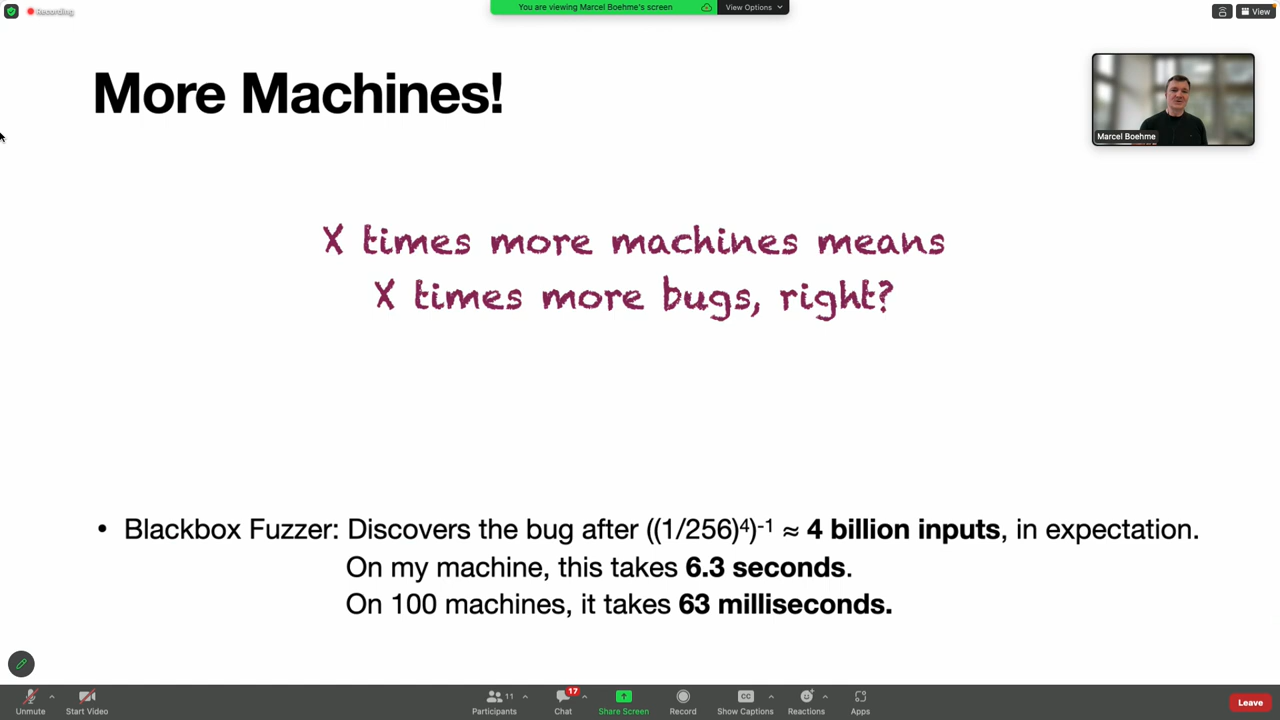 Recording
You are viewing Marcel Boehme's screen
View Options
View
More Machines!
Marcel Boehme
X times more machines means
X times more bugs, right?
• Blackbox Fuzzer: Discovers the bug after ((1/256)⁴)⁻¹ ≈ 4 billion inputs, in expectation.
On my machine, this takes 6.3 seconds.
On 100 machines, it takes 63 milliseconds.
11
17
CC
Unmute
Start Video
Participants
Chat
Share Screen
Record
Show Captions
Reactions
Apps
Leave